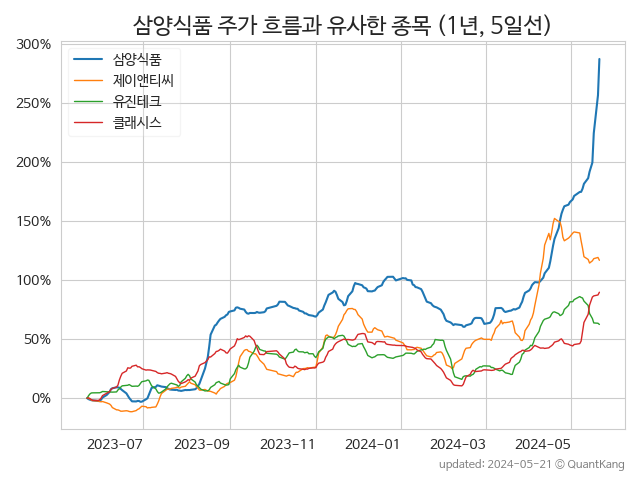 삼양식품 주가 흐름과 유사한 종목 (1년, 5일선)
300%
250%
200%
150%
100%
50%
0%
삼양식품
제이앤티씨
유진테크
클래시스
2023-07
2023-09
2023-11
2024-01
2024-03
2024-05
updated: 2024-05-21 © QuantKang